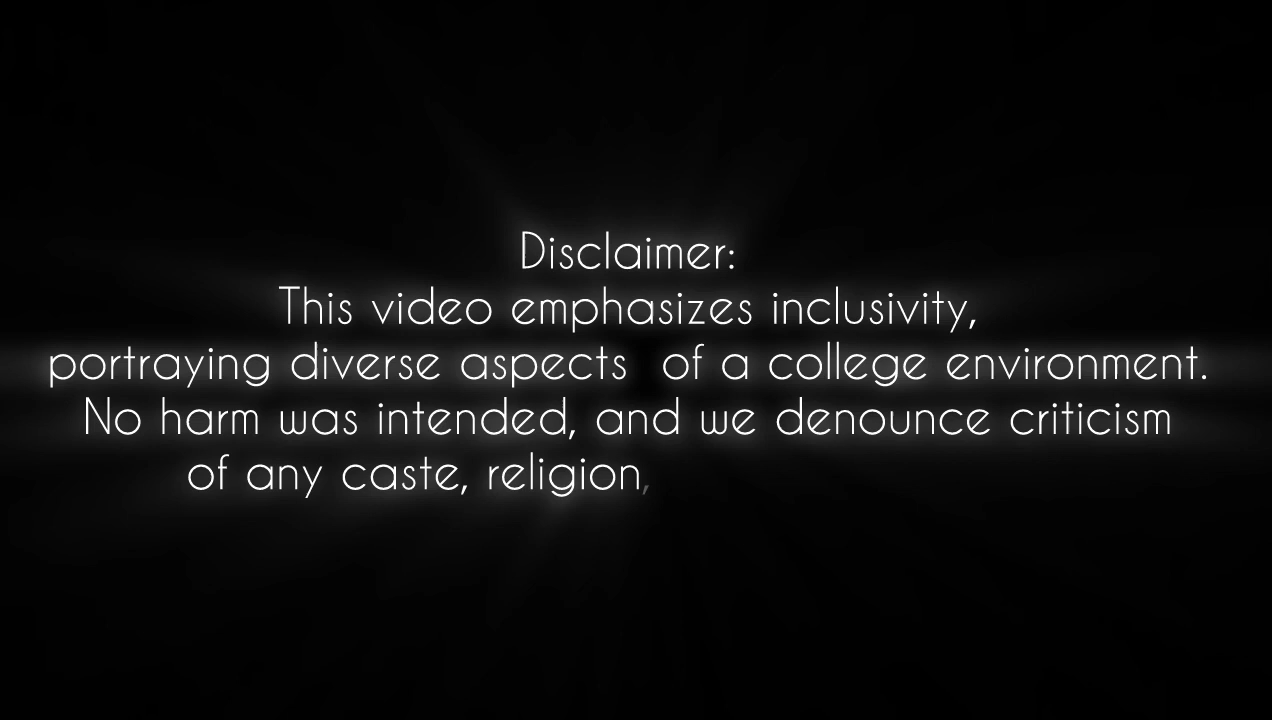 Disclaimer:
This video emphasizes inclusivity,
portraying diverse aspects of a college environment.
No harm was intended, and we denounce criticism
of any caste, religion,